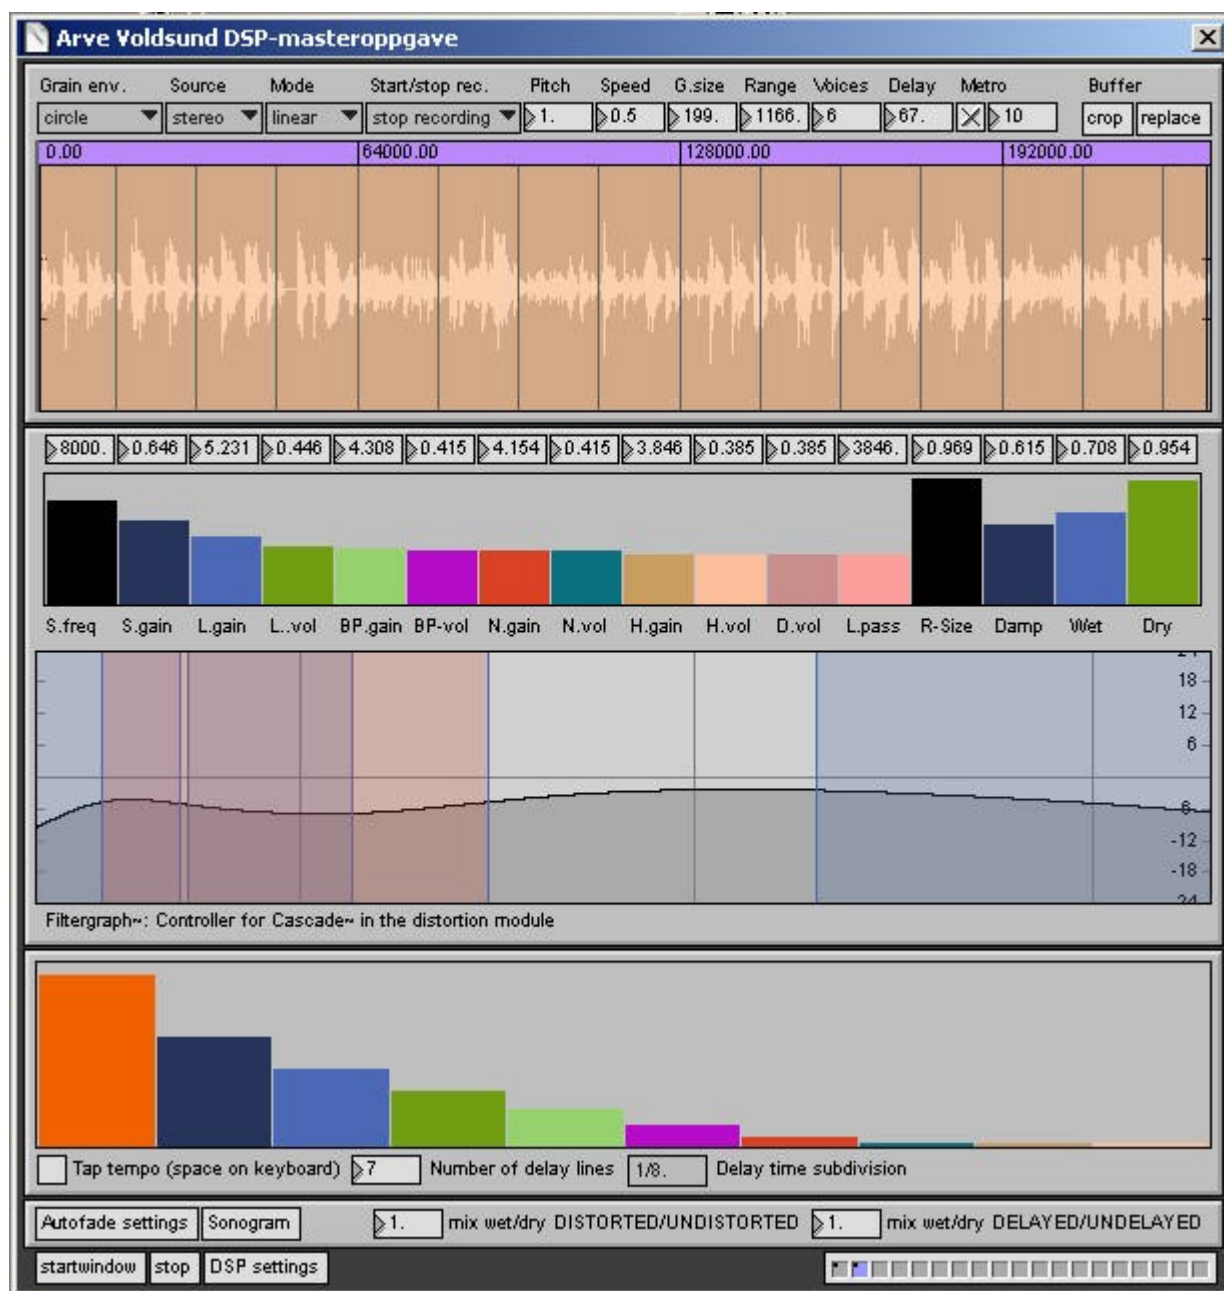 Arve Voldsund DSP-masteroppgave
Grain env. Source Mode Start/stop rec. Pitch Speed G.size Range Voices Delay Metro Buffer
circle stereo linear stop recording 1. 0.5 199. 1166. 6 67. 10 crop replace
0.00 64000.00 128000.00 192000.00
8000. 0.646 5.231 0.446 4.308 0.415 4.154 0.415 3.846 0.385 0.385 3846. 0.969 0.615 0.708 0.954
S.freq S.gain L.gain L..vol BP.gain BP-vol N.gain N.vol H.gain H.vol D.vol L.pass R-Size Damp Wet Dry
24
18
12
6
-6
-12
-18
-24
Filtergraph~: Controller for Cascade~ in the distortion module
Tap tempo (space on keyboard) 7 Number of delay lines 1/8. Delay time subdivision
Autofade settings Sonogram 1. mix wet/dry DISTORTED/UNDISTORTED 1. mix wet/dry DELAYED/UNDELAYED
startwindow stop DSP settings